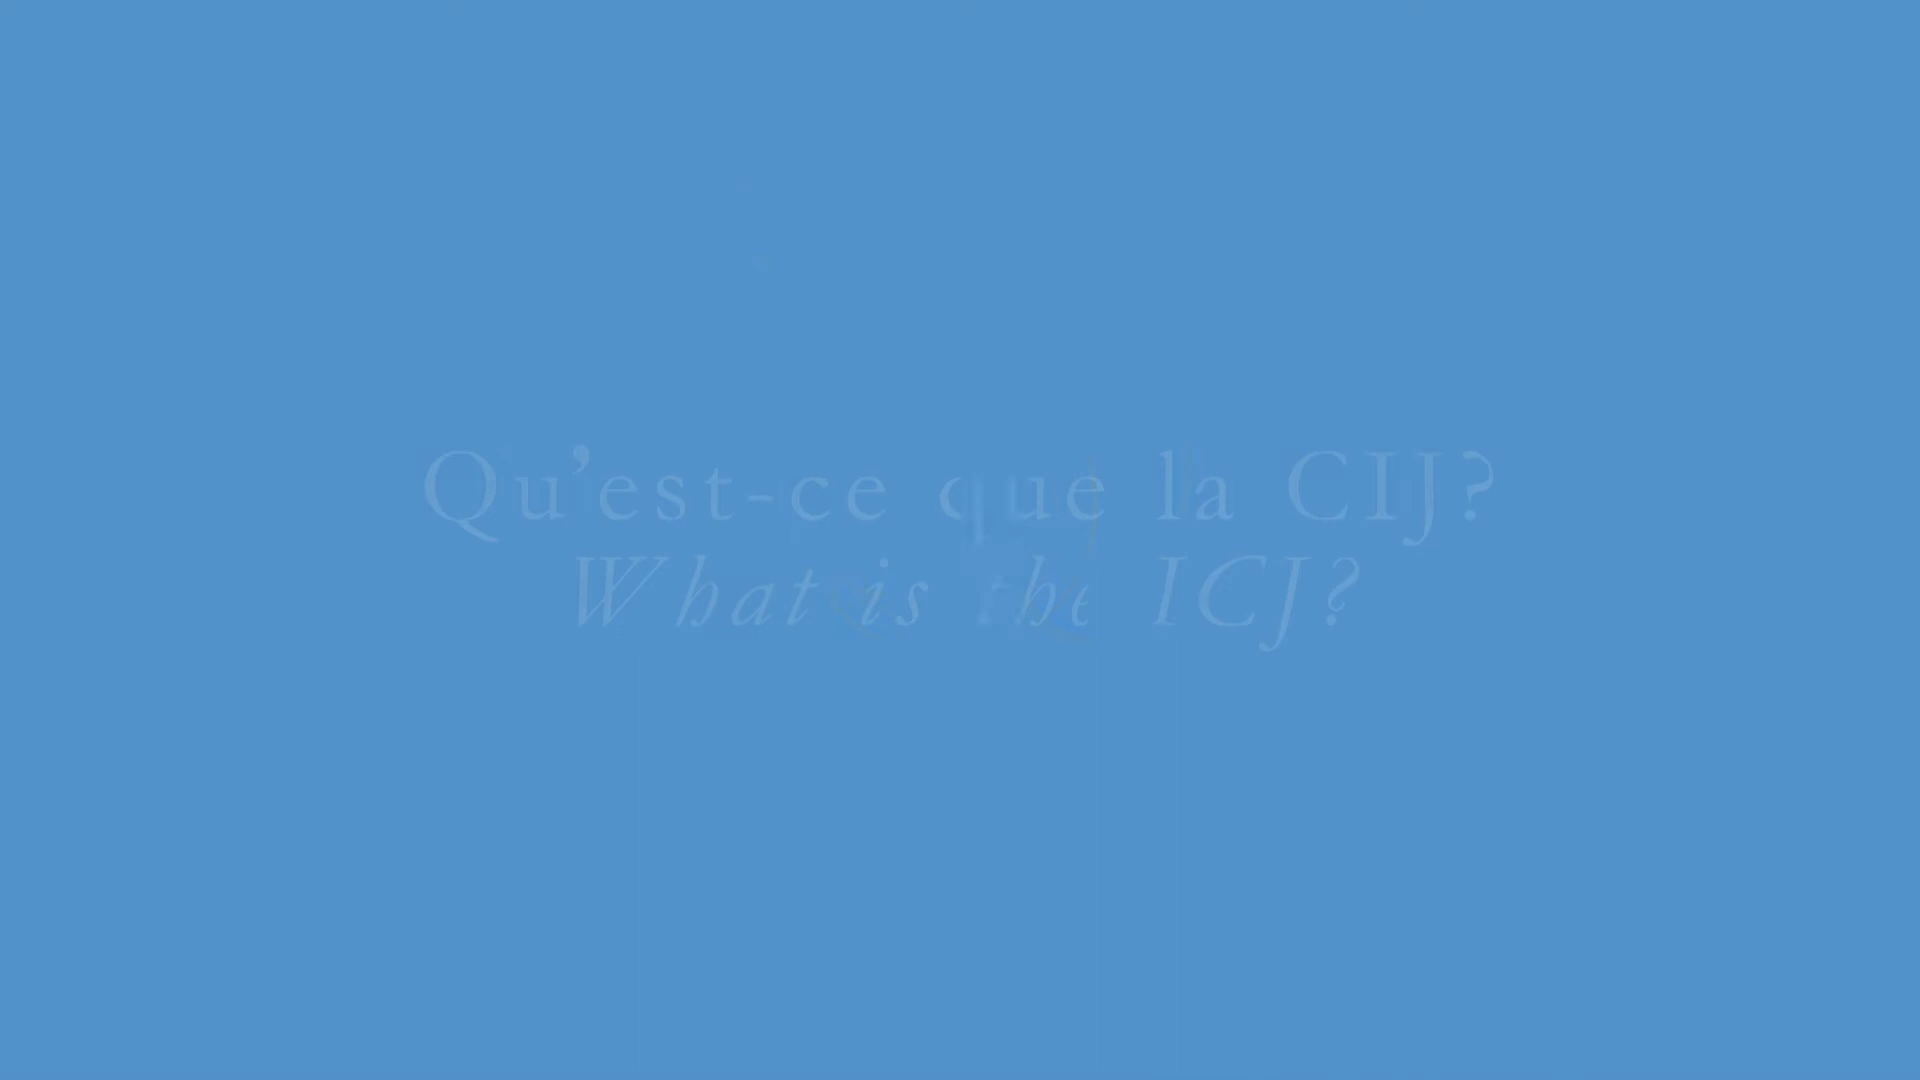 Qu’est-ce que la CIJ?
What is the ICJ?